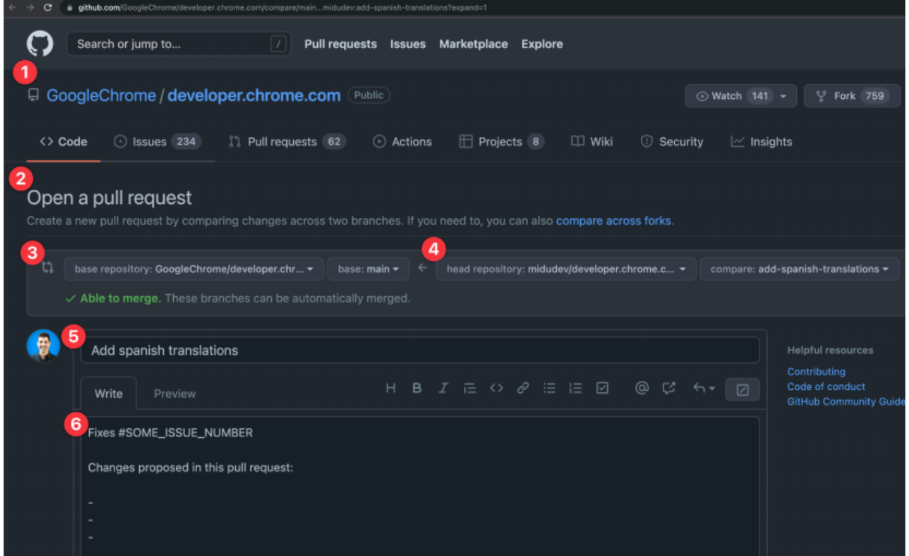 github.com/GoogleChrome/developer.chrome.com/compare/main...midudev:add-spanish-translations?expand=1
Search or jump to... / Pull requests Issues Marketplace Explore
1
GoogleChrome / developer.chrome.com Public Watch 141 Fork 759
<> Code Issues 234 Pull requests 62 Actions Projects 8 Wiki Security Insights
2
Open a pull request
Create a new pull request by comparing changes across two branches. If you need to, you can also compare across forks.
3 4
base repository: GoogleChrome/developer.chr... base: main ← head repository: midudev/developer.chrome.c... compare: add-spanish-translations
✓ Able to merge. These branches can be automatically merged.
5
Add spanish translations
Helpful resources
Contributing
Code of conduct
GitHub Community Guide
Write Preview H B I <> @
6
Fixes #SOME_ISSUE_NUMBER
Changes proposed in this pull request:
-
-
-